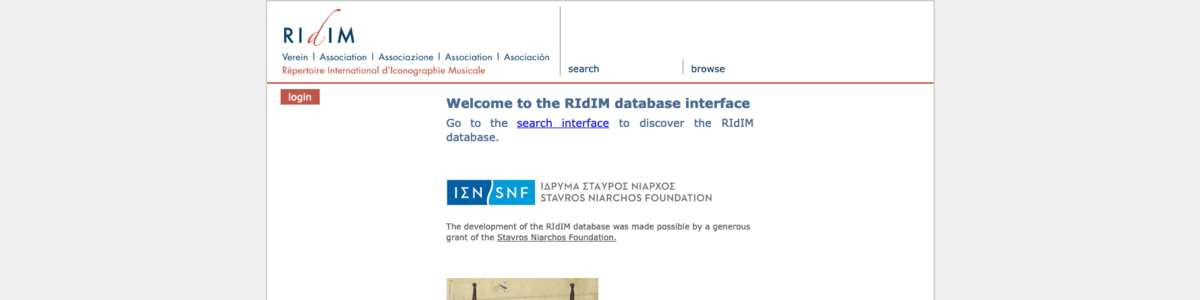 RIdIM
Verein | Association | Associazione | Association | Asociación
Répertoire International d'Iconographie Musicale
search
browse
login
Welcome to the RIdIM database interface
Go to the search interface to discover the RIdIM
database.
ΙΣΝ SNF
ΙΔΡΥΜΑ ΣΤΑΥΡΟΣ ΝΙΑΡΧΟΣ
STAVROS NIARCHOS FOUNDATION
The development of the RIdIM database was made possible by a generous
grant of the Stavros Niarchos Foundation.